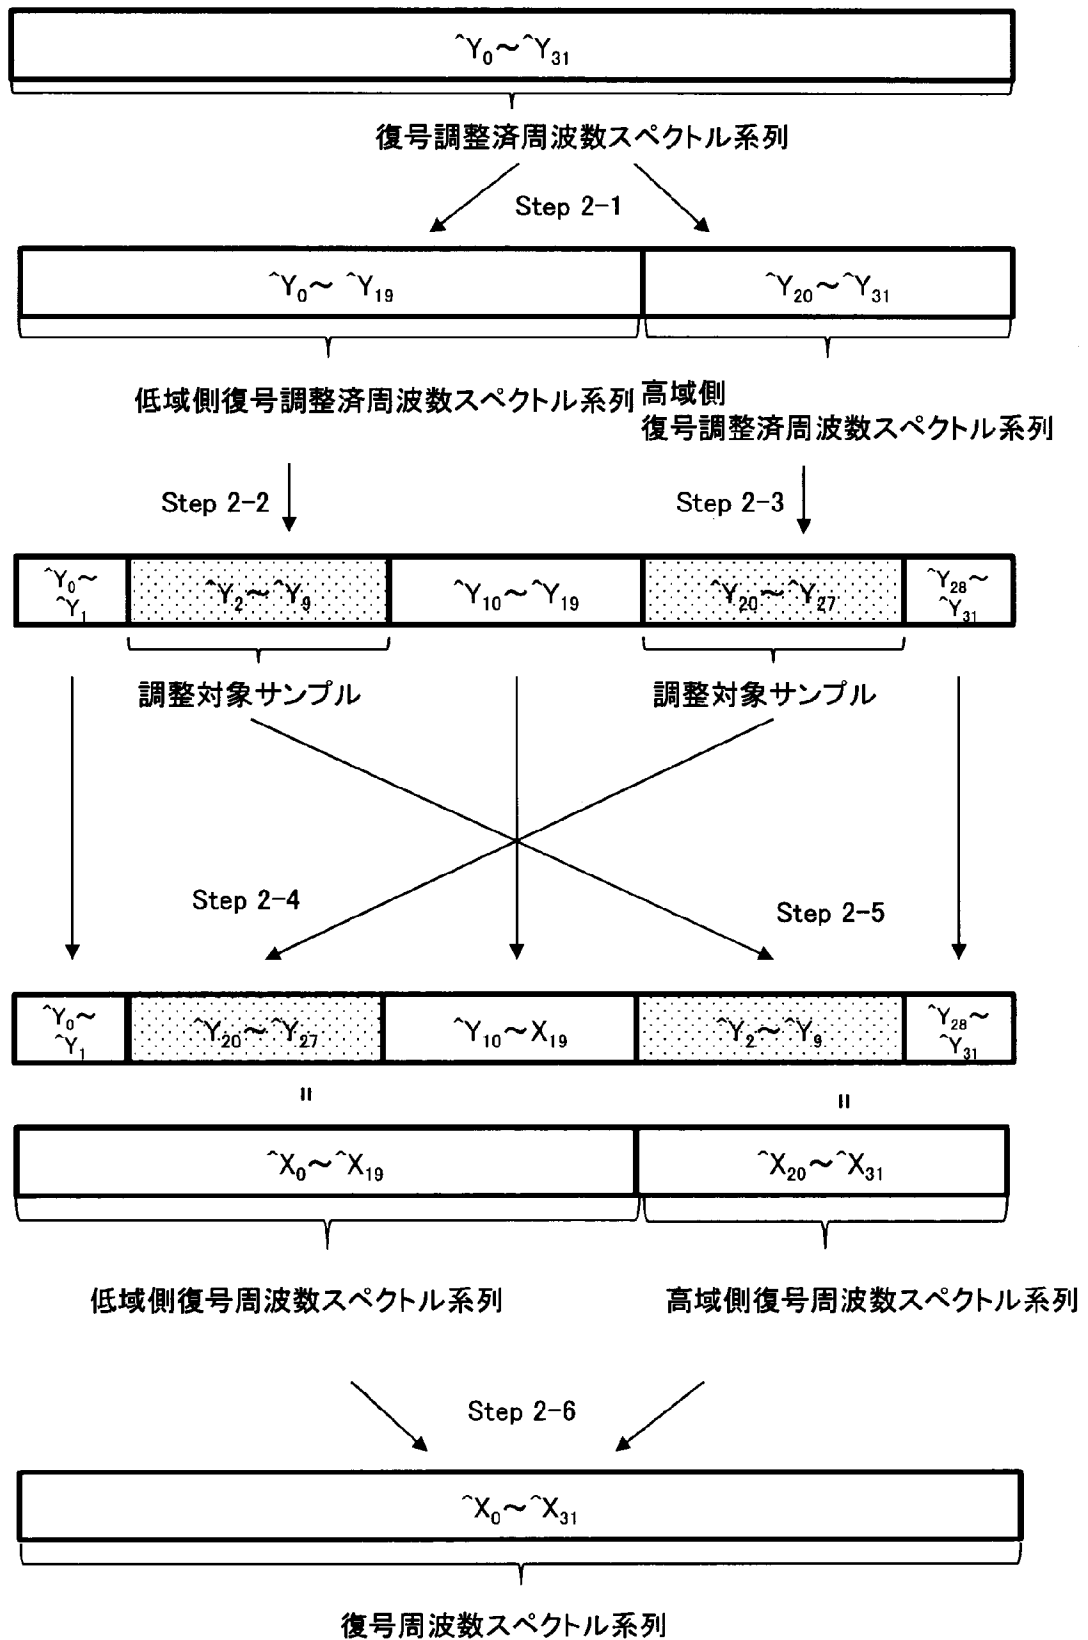 ^Y0～^Y31
復号調整済周波数スペクトル系列
Step 2-1
^Y0～ ^Y19
^Y20～^Y31
低域側復号調整済周波数スペクトル系列
高域側
復号調整済周波数スペクトル系列
Step 2-2
Step 2-3
^Y0～
^Y1
^Y2～^Y9
^Y10～^Y19
^Y20～^Y27
^Y28～
^Y31
調整対象サンプル
調整対象サンプル
Step 2-4
Step 2-5
^Y0～
^Y1
^Y20～^Y27
^Y10～X19
^Y2～^Y9
^Y28～
^Y31
=
=
^X0～^X19
^X20～^X31
低域側復号周波数スペクトル系列
高域側復号周波数スペクトル系列
Step 2-6
^X0～^X31
復号周波数スペクトル系列